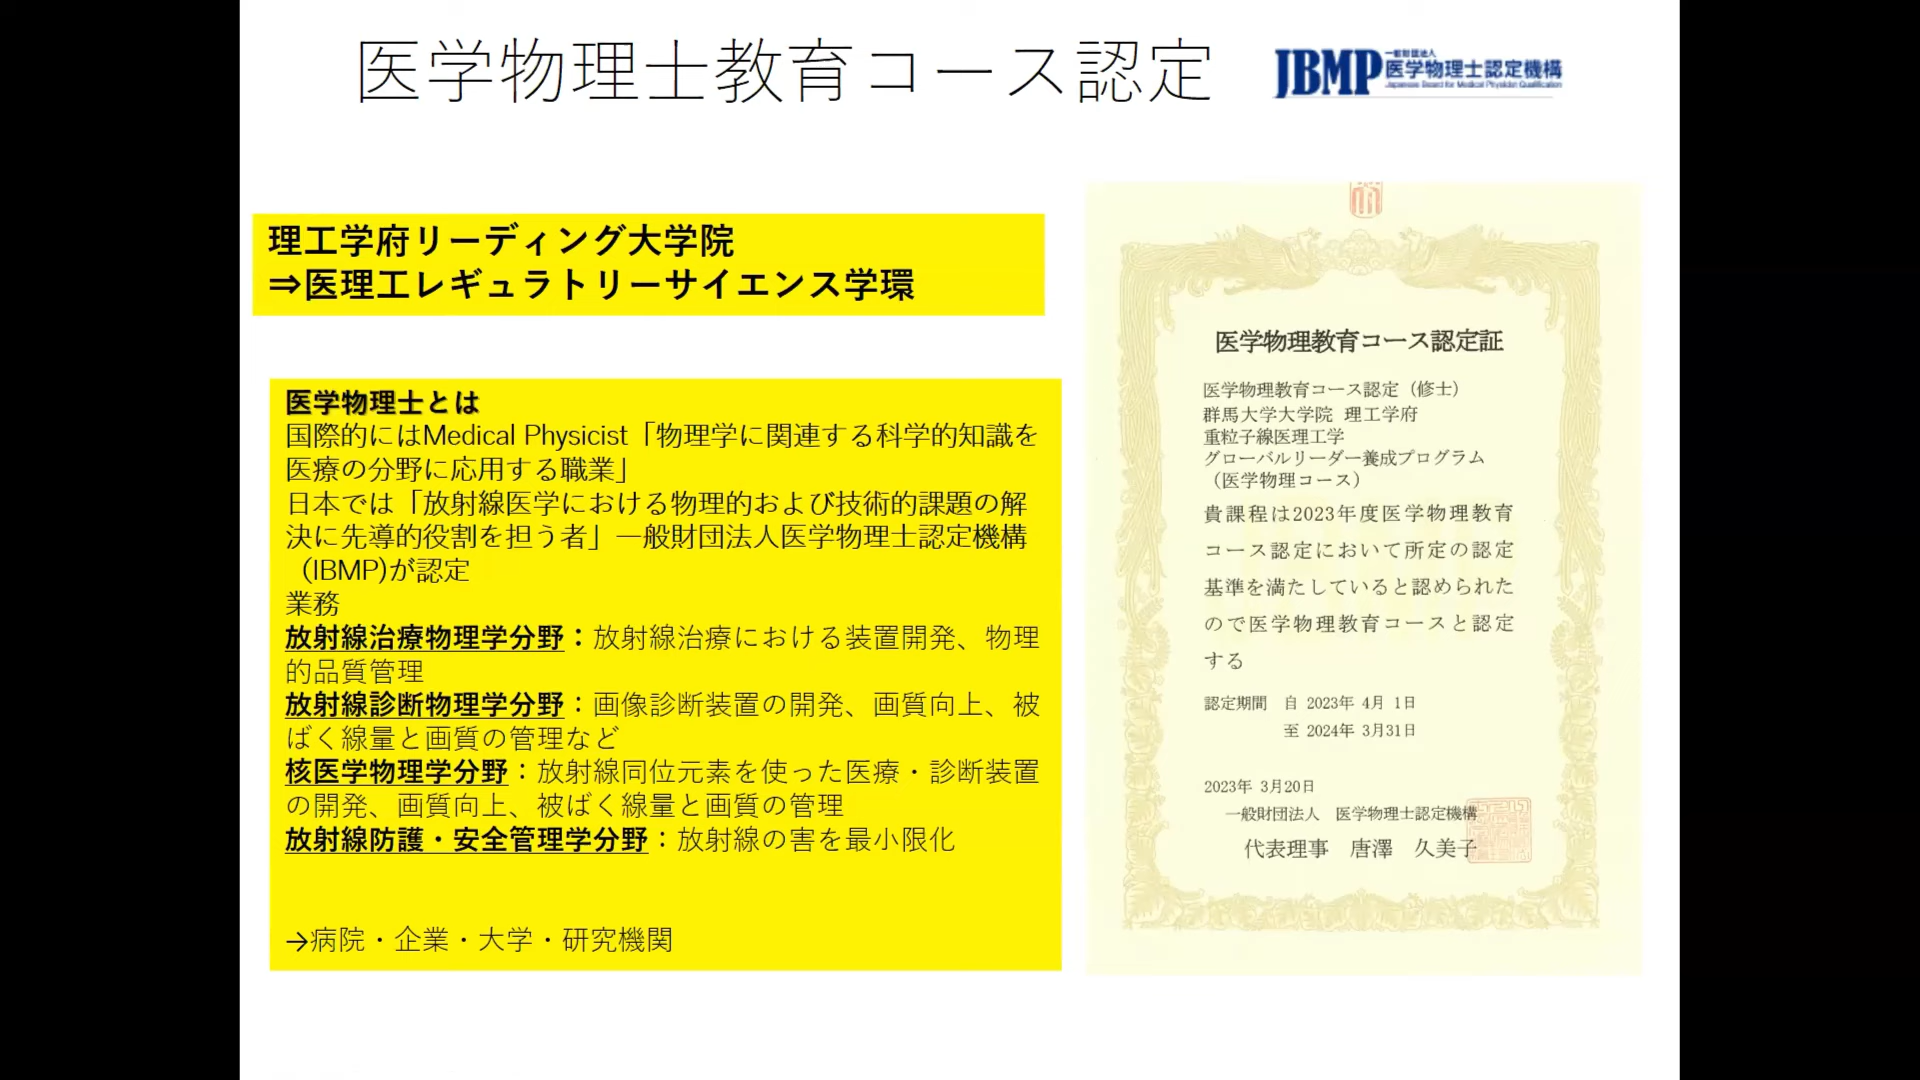 医学物理士教育コース認定
JBMP
一般財団法人
医学物理士認定機構
Japanese Board for Medical Physicist Qualification
理工学府リーディング大学院
⇒医理工レギュラトリーサイエンス学環
医学物理士とは
国際的にはMedical Physicist「物理学に関連する科学的知識を
医療の分野に応用する職業」
日本では「放射線医学における物理的および技術的課題の解
決に先導的役割を担う者」一般財団法人医学物理士認定機構
（IBMP)が認定
業務
放射線治療物理学分野：放射線治療における装置開発、物理
的品質管理
放射線診断物理学分野：画像診断装置の開発、画質向上、被
ばく線量と画質の管理など
核医学物理学分野：放射線同位元素を使った医療・診断装置
の開発、画質向上、被ばく線量と画質の管理
放射線防護・安全管理学分野：放射線の害を最小限化
→病院・企業・大学・研究機関
医学物理教育コース認定証
医学物理教育コース認定（修士）
群馬大学大学院 理工学府
重粒子線医理工学
グローバルリーダー養成プログラム
（医学物理コース）
貴課程は2023年度医学物理教育
コース認定において所定の認定
基準を満たしていると認められた
ので医学物理教育コースと認定
する
認定期間 自 2023年 4月 1日
至 2024年 3月31日
2023年 3月20日
一般財団法人 医学物理士認定機構
代表理事 唐澤 久美子